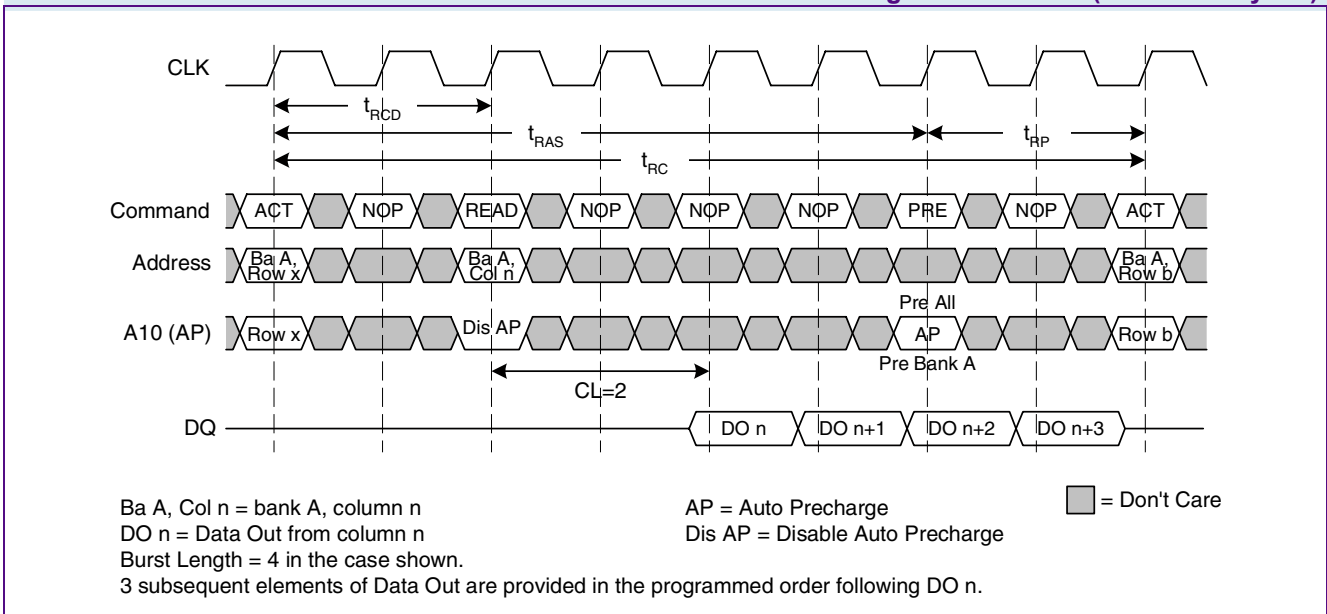 CLK
tRCD
tRAS
tRP
tRC
Command ACT NOP READ NOP NOP NOP PRE NOP ACT
Address Ba A, Row x Ba A, Col n Ba A, Row b
Pre All
A10 (AP) Row x Dis AP AP Row b
Pre Bank A
CL=2
DQ DO n DO n+1 DO n+2 DO n+3
Ba A, Col n = bank A, column n
DO n = Data Out from column n
Burst Length = 4 in the case shown.
3 subsequent elements of Data Out are provided in the programmed order following DO n.
AP = Auto Precharge
Dis AP = Disable Auto Precharge
= Don't Care